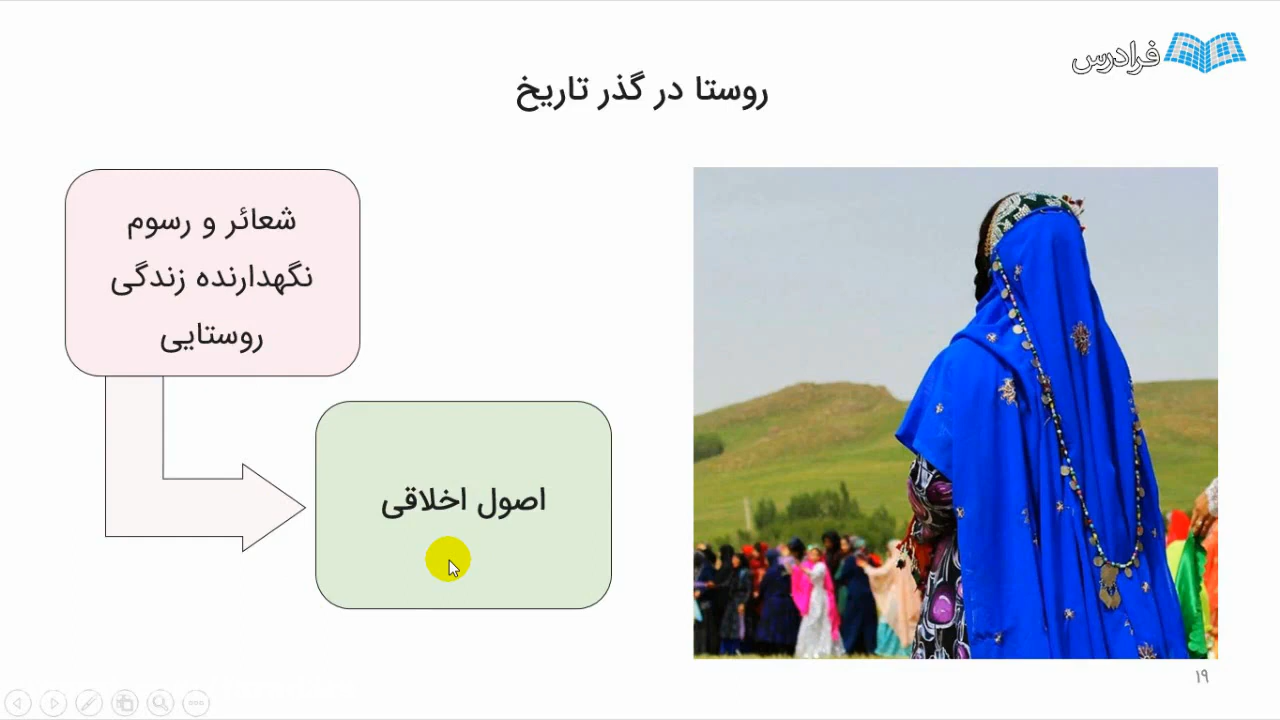 فرادرس
روستا در گذر تاریخ
شعائر و رسوم
نگهدارنده زندگی
روستایی
اصول اخلاقی
۱۹